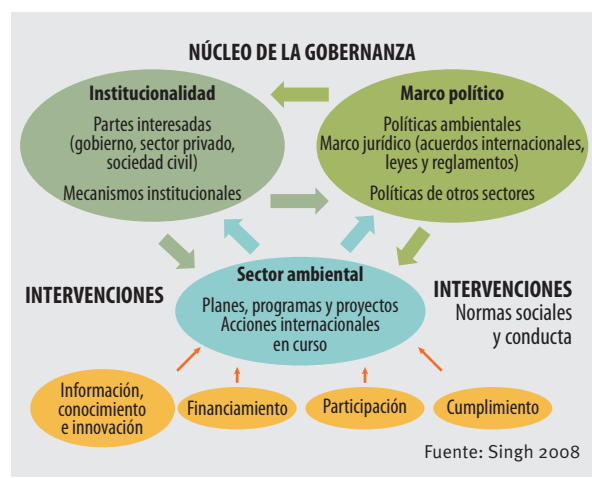 NÚCLEO DE LA GOBERNANZA
Institucionalidad
Partes interesadas
(gobierno, sector privado,
sociedad civil)
Mecanismos institucionales
Marco político
Políticas ambientales
Marco jurídico (acuerdos internacionales,
leyes y reglamentos)
Políticas de otros sectores
INTERVENCIONES
Sector ambiental
Planes, programas y proyectos
Acciones internacionales
en curso
INTERVENCIONES
Normas sociales
y conducta
Información,
conocimiento
e innovación
Financiamiento
Participación
Cumplimiento
Fuente: Singh 2008